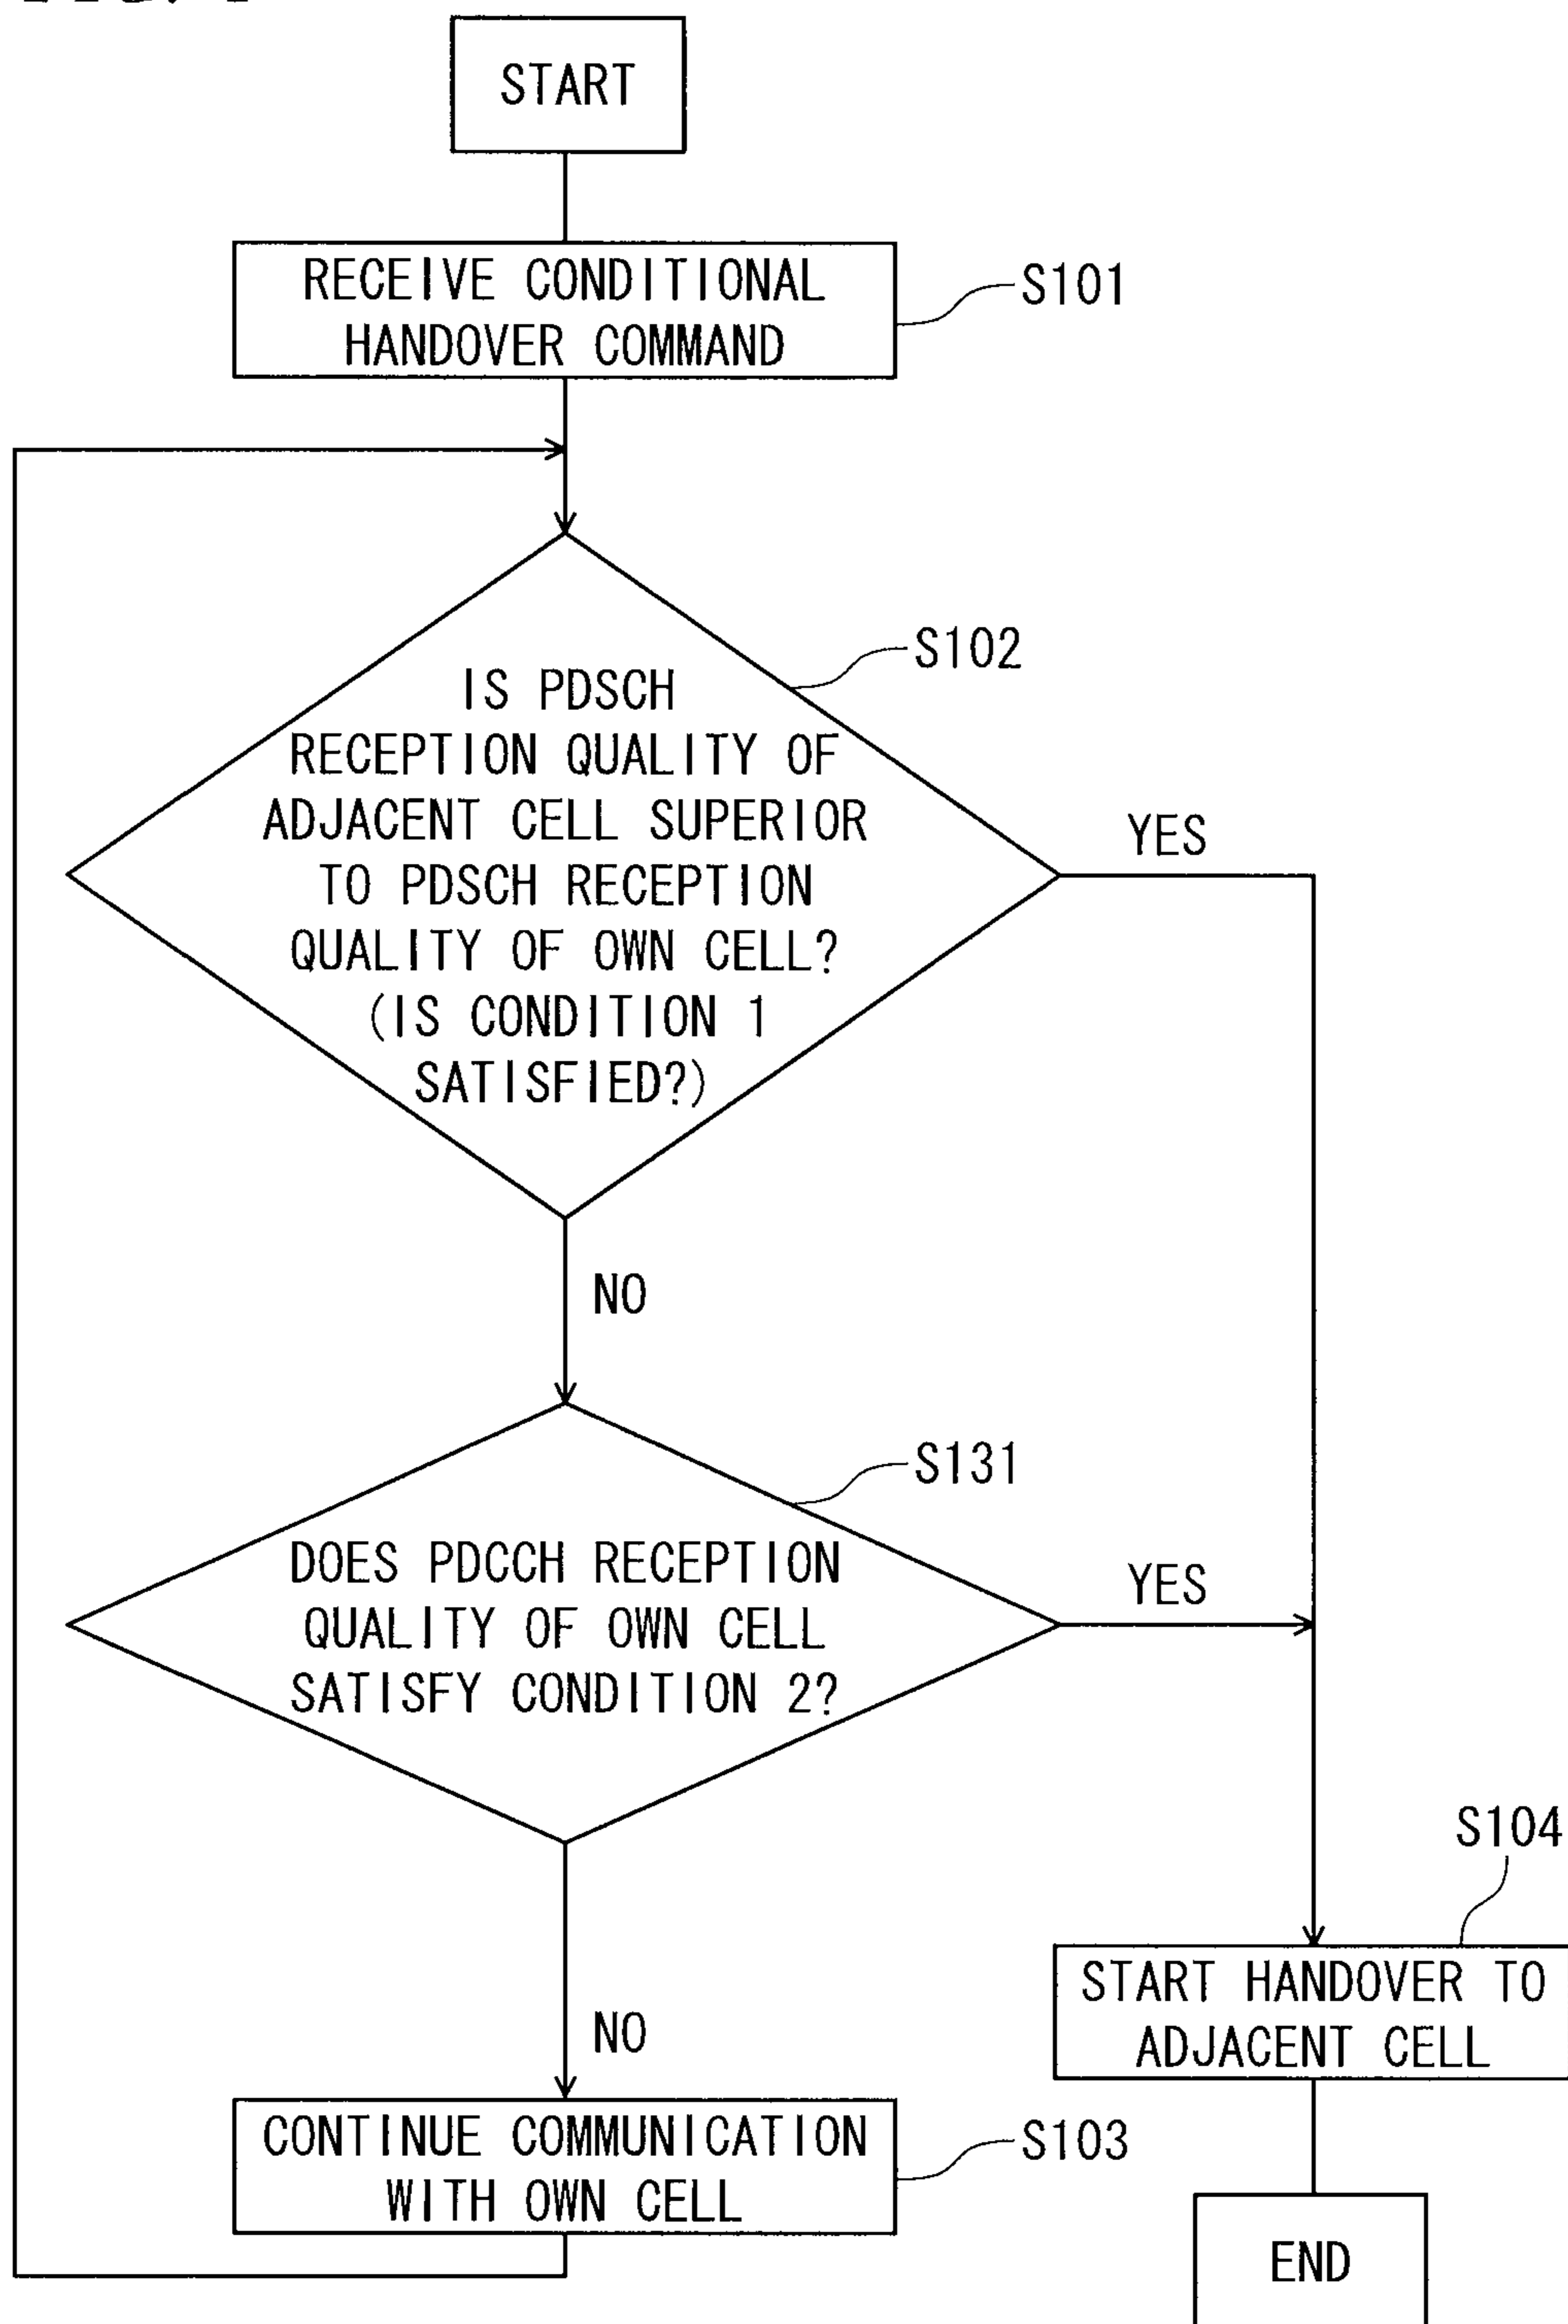 START
RECEIVE CONDITIONAL
HANDOVER COMMAND
S101
S102
IS PDSCH
RECEPTION QUALITY OF
ADJACENT CELL SUPERIOR
TO PDSCH RECEPTION
QUALITY OF OWN CELL?
(IS CONDITION 1
SATISFIED?)
YES
NO
S131
DOES PDCCH RECEPTION
QUALITY OF OWN CELL
SATISFY CONDITION 2?
YES
NO
S104
START HANDOVER TO
ADJACENT CELL
CONTINUE COMMUNICATION
WITH OWN CELL
S103
END